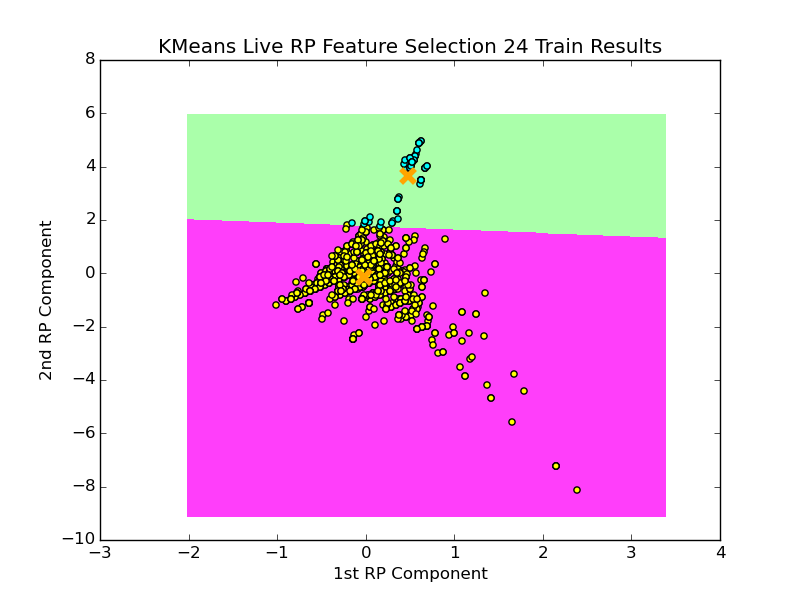 KMeans Live RP Feature Selection 24 Train Results
8
6
4
2
0
−2
−4
−6
−8
−10
2nd RP Component
−3 −2 −1 0 1 2 3 4
1st RP Component